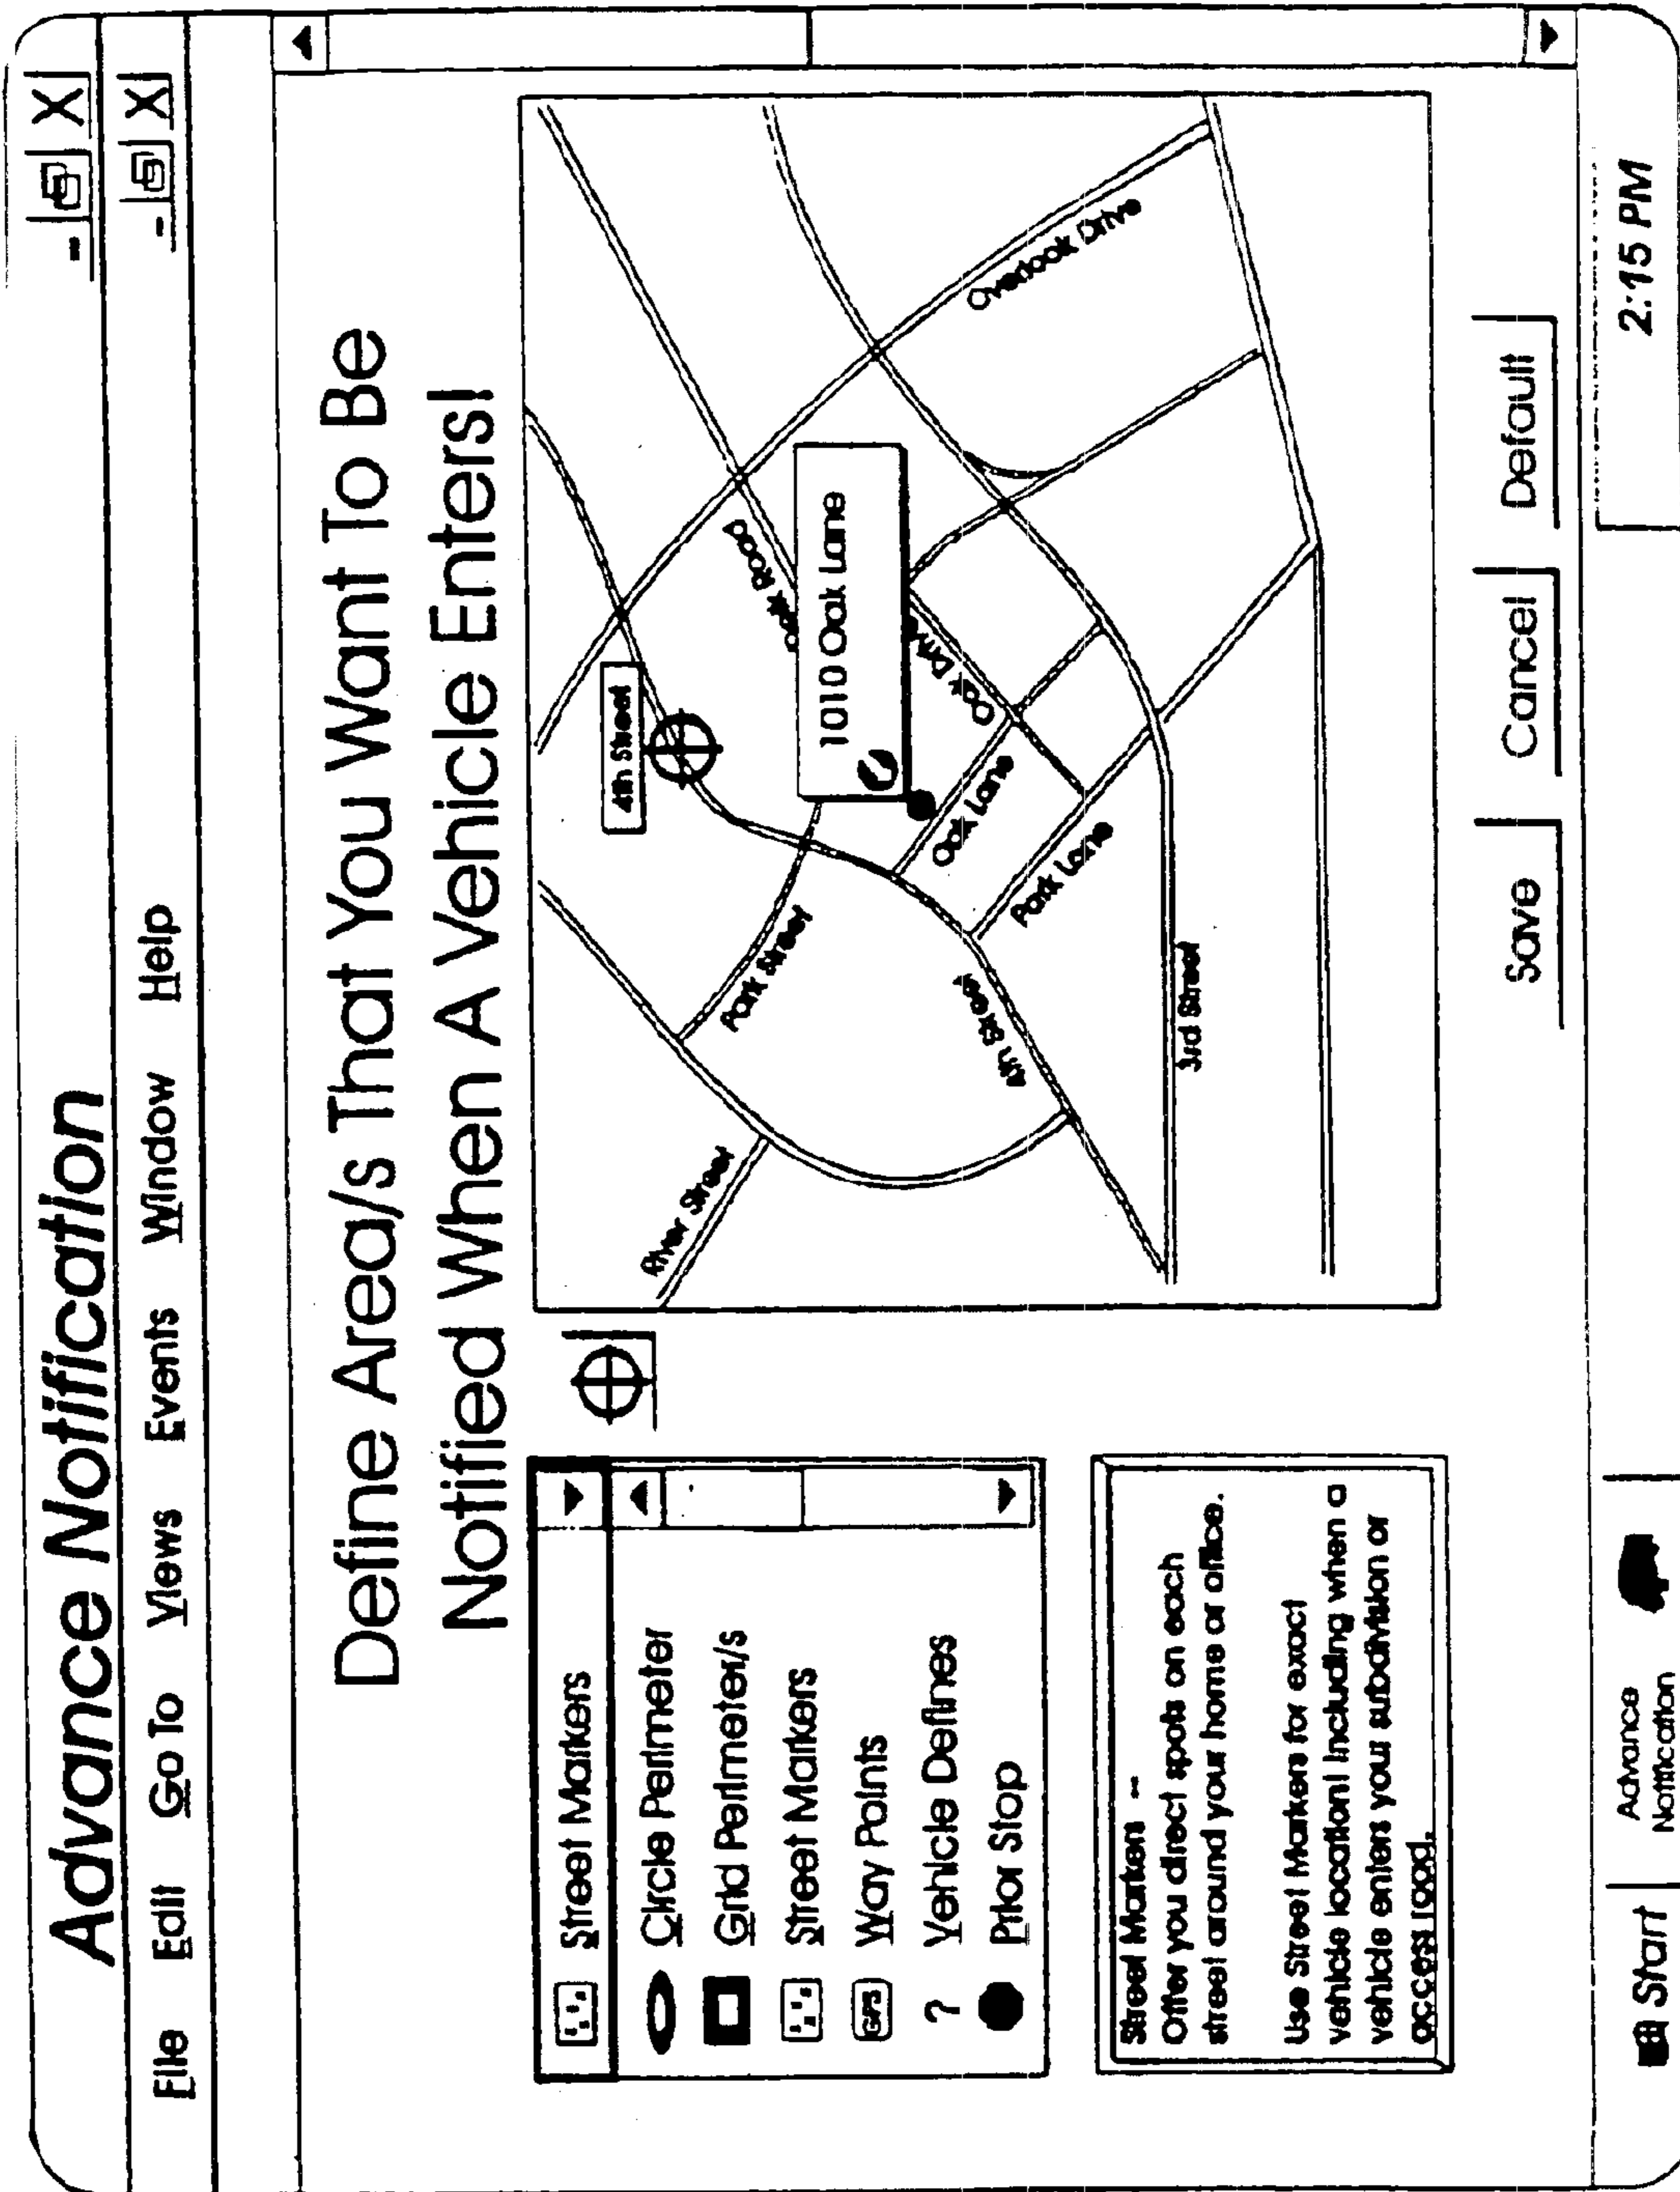 Advance Notification
File Edit Go To Views Events Window Help
Define Area/s That You Want To Be
Notified When A Vehicle Enters!
Street Markers
Circle Perimeter
Grid Perimeter/s
Street Markers
GPS Way Points
? Vehicle Defines
Prior Stop
Street Markers --
Offer you direct spots on each
street around your home or office.
Use Street Markers for exact
vehicle location! Including when a
vehicle enters your subdivision or
access road.
4th Street
Road
1010 Oak Lane
Oak Drive
Overlook Drive
Oak Lane
Park Lane
Park Street
River Street
4th Street
3rd Street
Save Cancel Default
Start
Advance
Notification
2:15 PM